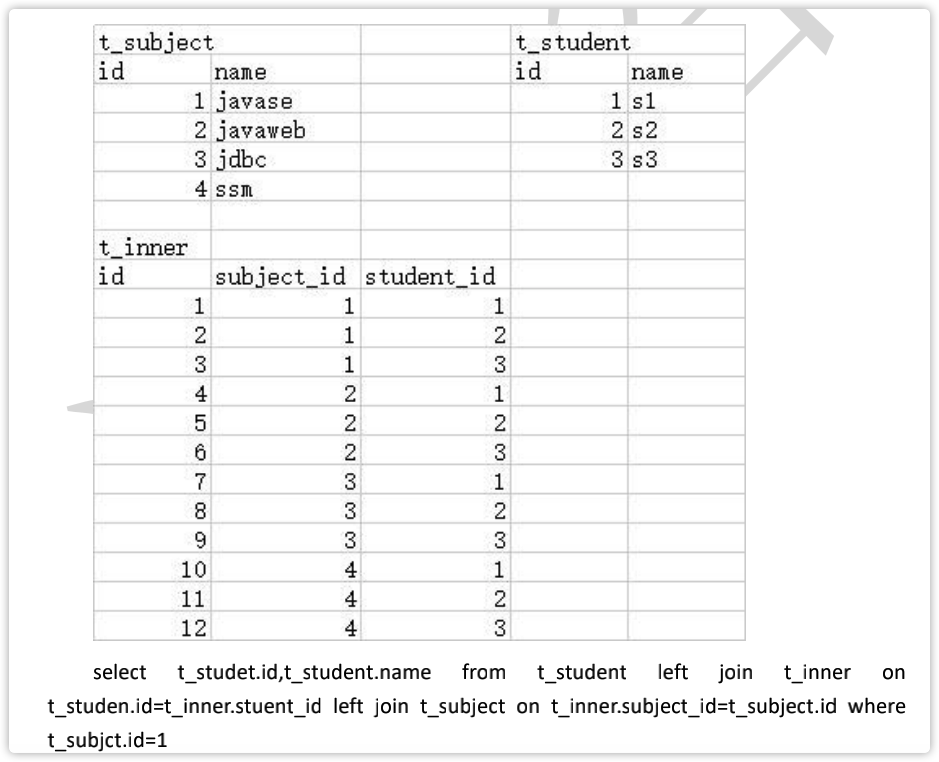 t_subject t_student
id name id name
1 javase 1 s1
2 javaweb 2 s2
3 jdbc 3 s3
4 ssm
t_inner
id subject_id student_id
1 1 1
2 1 2
3 1 3
4 2 1
5 2 2
6 2 3
7 3 1
8 3 2
9 3 3
10 4 1
11 4 2
12 4 3
select t_studet.id,t_student.name from t_student left join t_inner on
t_studen.id=t_inner.stuent_id left join t_subject on t_inner.subject_id=t_subject.id where
t_subjct.id=1